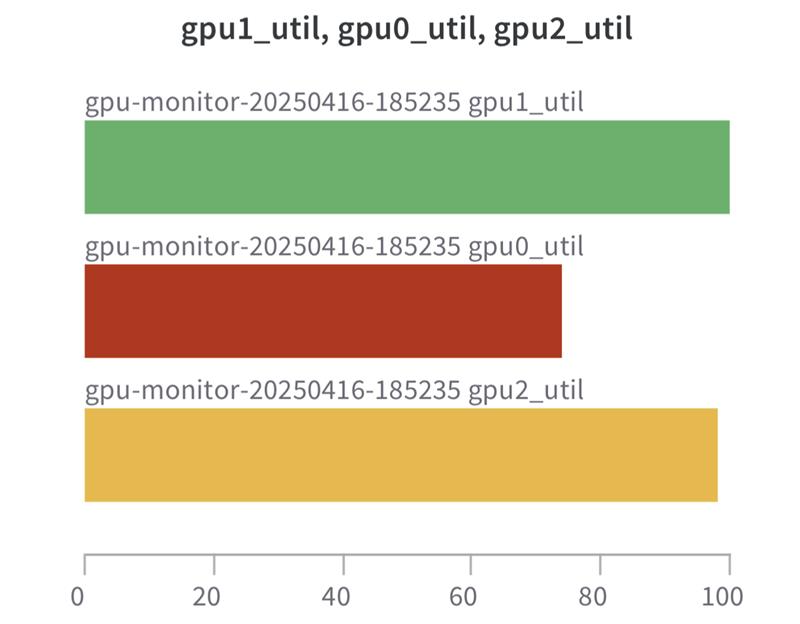 gpu1_util, gpu0_util, gpu2_util
gpu-monitor-20250416-185235 gpu1_util
gpu-monitor-20250416-185235 gpu0_util
gpu-monitor-20250416-185235 gpu2_util
0 20 40 60 80 100